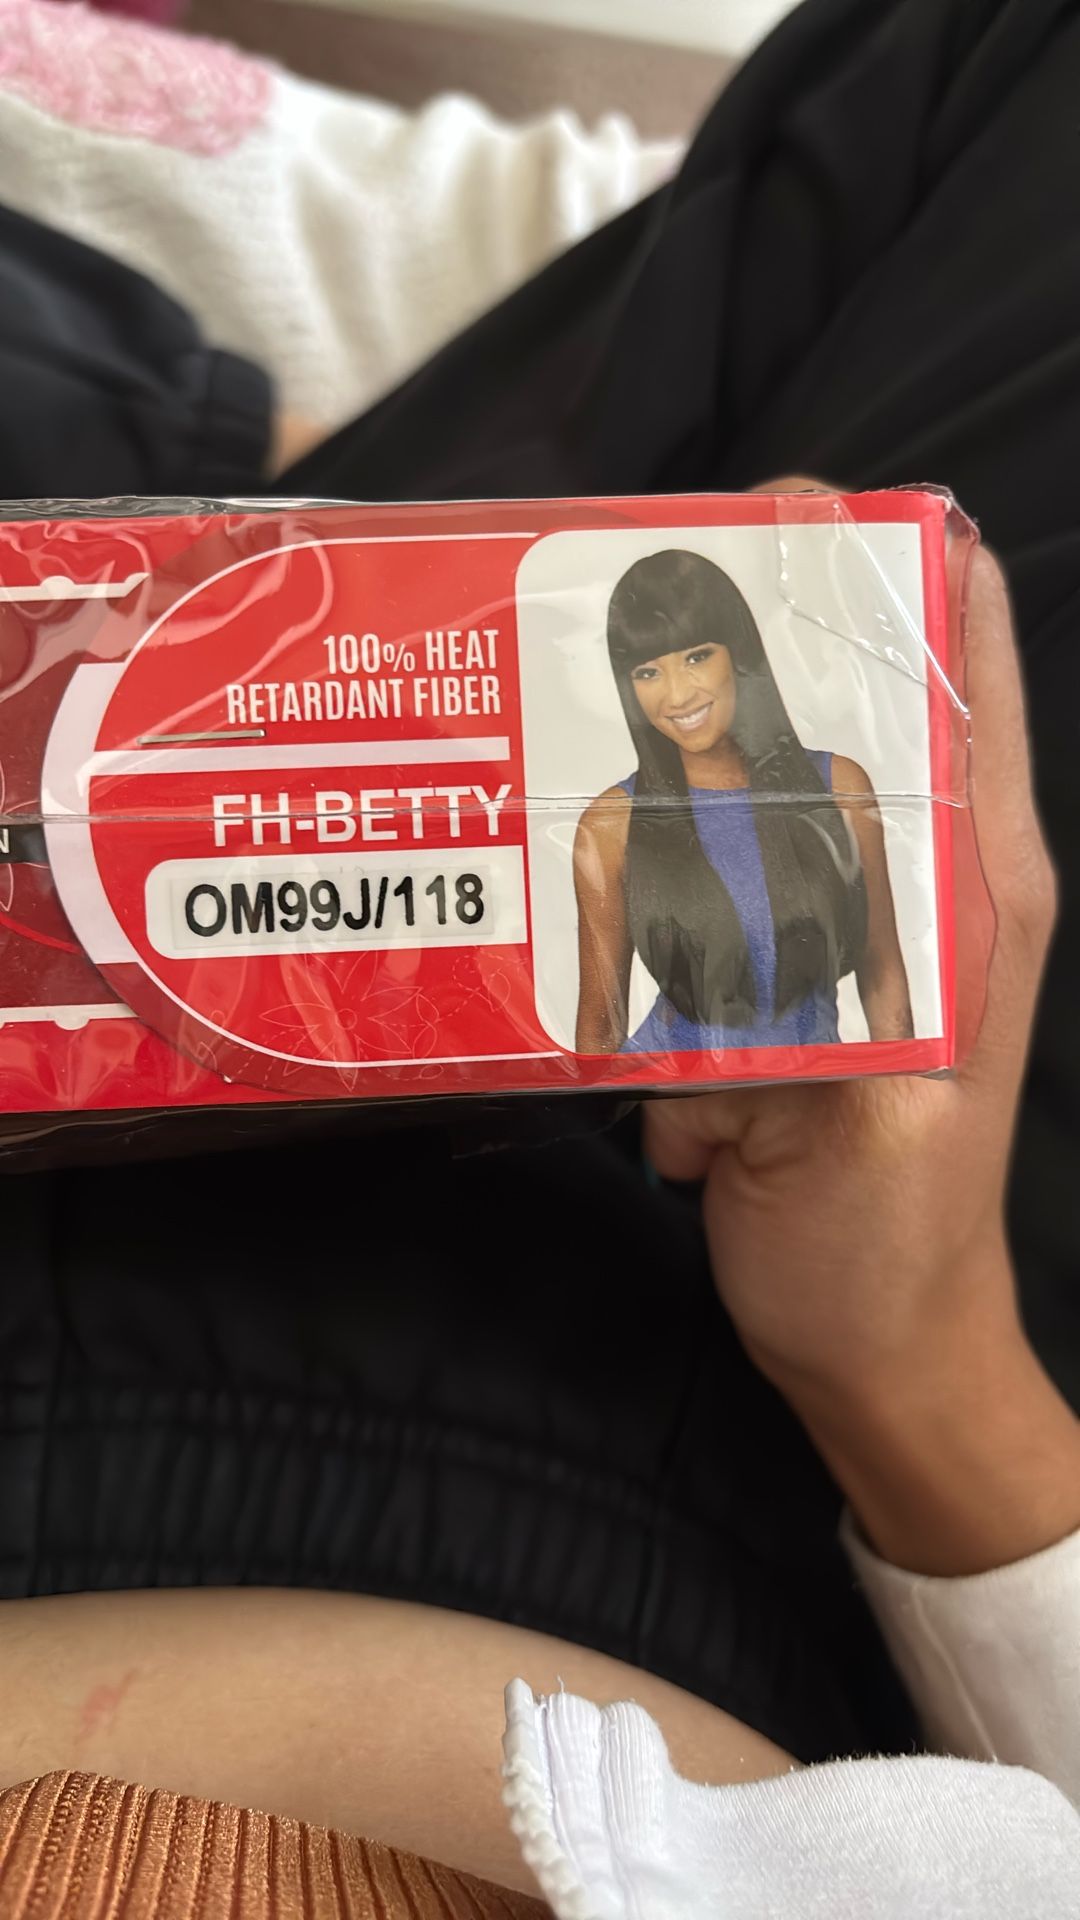 100% HEAT
RETARDANT FIBER
FH-BETTY
OM99J/118